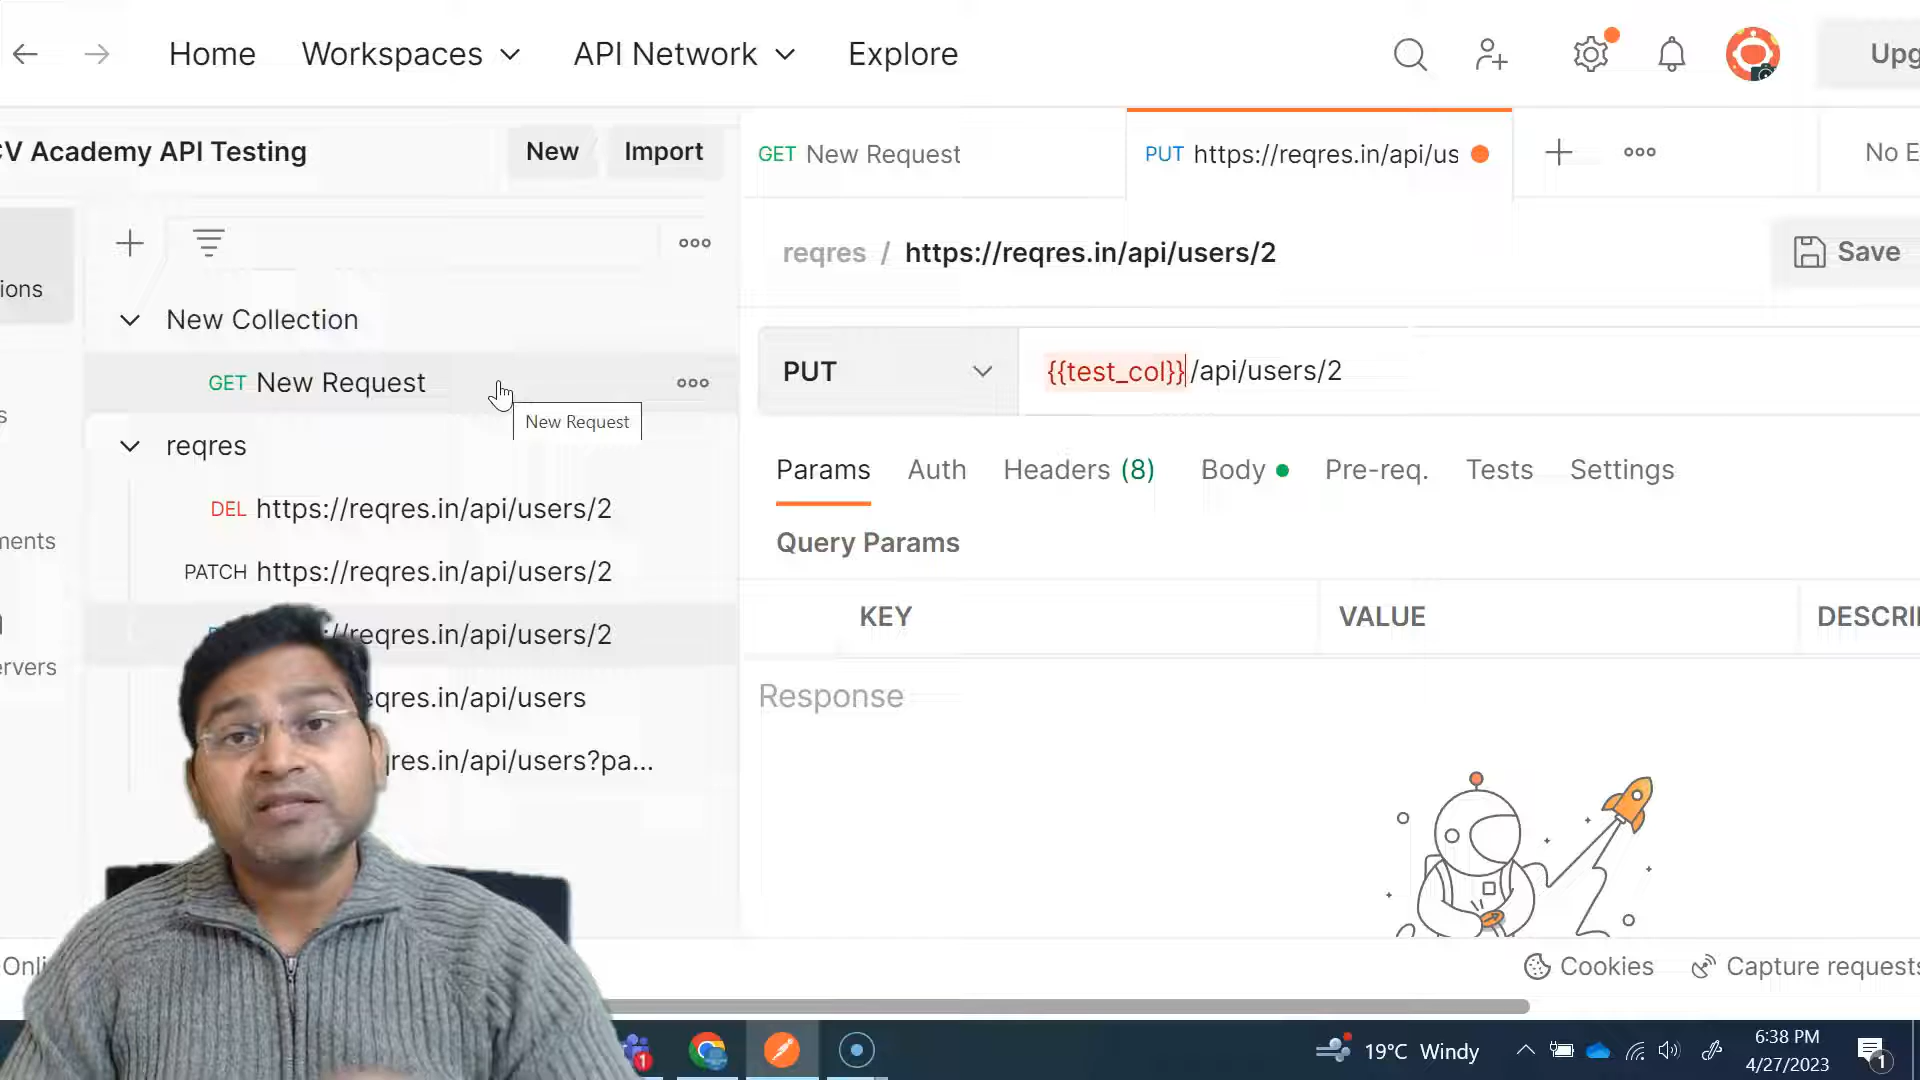 Home Workspaces API Network Explore Upg
CV Academy API Testing New Import
GET New Request
PUT https://reqres.in/api/us
No E
reqres / https://reqres.in/api/users/2
Save
ions
New Collection
GET New Request
New Request
reqres
DEL https://reqres.in/api/users/2
PATCH https://reqres.in/api/users/2
//reqres.in/api/users/2
eqres.in/api/users
qres.in/api/users?pa...
s
ments
ervers
PUT
{{test_col}}/api/users/2
Params Auth Headers (8) Body Pre-req. Tests Settings
Query Params
KEY VALUE DESCRI
Response
Onli
Cookies Capture requests
1
19°C Windy
6:38 PM
4/27/2023
1